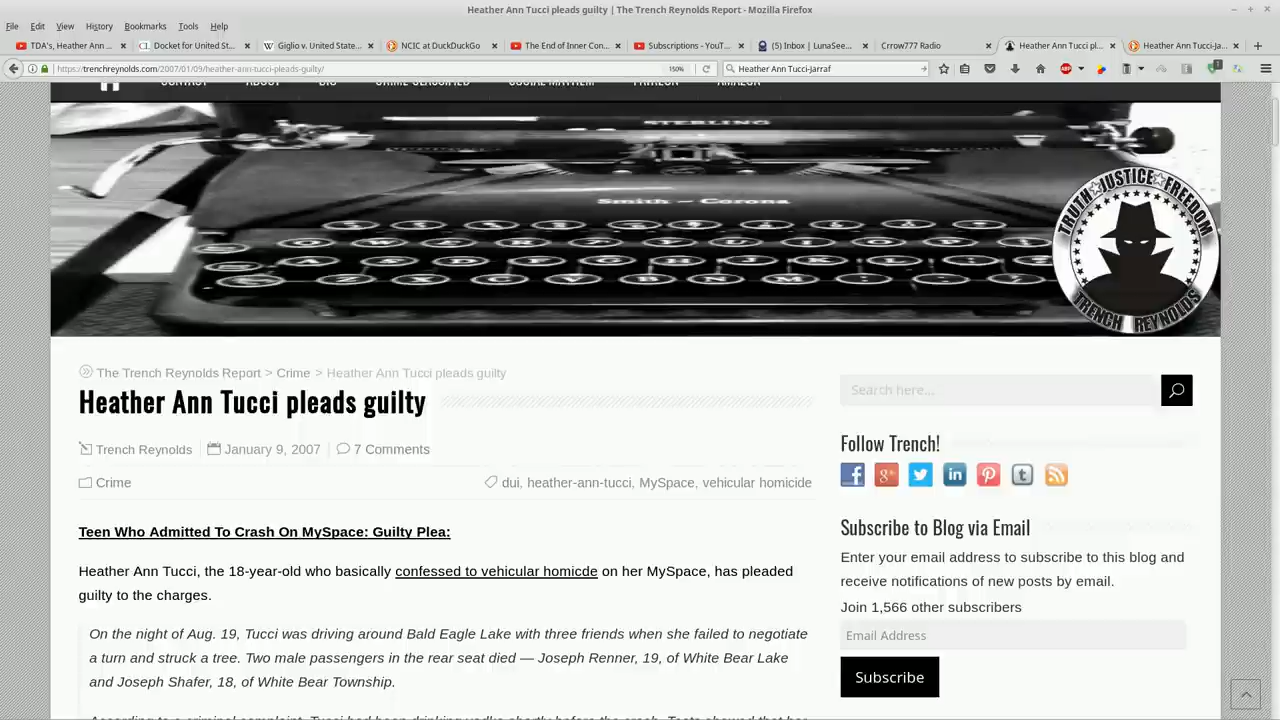 Heather Ann Tucci pleads guilty | The Trench Reynolds Report - Mozilla Firefox
File Edit View History Bookmarks Tools Help
TDA's, Heather Ann ... Docket for United St... Giglio v. United State... NCIC at DuckDuckGo The End of Inner Con... Subscriptions - YouT... (5) Inbox | LunaSee... Crrow777 Radio Heather Ann Tucci pl... Heather Ann Tucci-Ja...
https://trenchreynolds.com/2007/01/09/heather-ann-tucci-pleads-guilty/ 150% Heather Ann Tucci-Jarraf
STERLING
Smith - Corona
TRUTH JUSTICE FREEDOM
TRENCH REYNOLDS
The Trench Reynolds Report > Crime > Heather Ann Tucci pleads guilty
Heather Ann Tucci pleads guilty
Trench Reynolds January 9, 2007 7 Comments
Crime dui, heather-ann-tucci, MySpace, vehicular homicide
Teen Who Admitted To Crash On MySpace: Guilty Plea:
Heather Ann Tucci, the 18-year-old who basically confessed to vehicular homicde on her MySpace, has pleaded
guilty to the charges.
On the night of Aug. 19, Tucci was driving around Bald Eagle Lake with three friends when she failed to negotiate
a turn and struck a tree. Two male passengers in the rear seat died — Joseph Renner, 19, of White Bear Lake
and Joseph Shafer, 18, of White Bear Township.
Search here...
Follow Trench!
Subscribe to Blog via Email
Enter your email address to subscribe to this blog and
receive notifications of new posts by email.
Join 1,566 other subscribers
Email Address
Subscribe